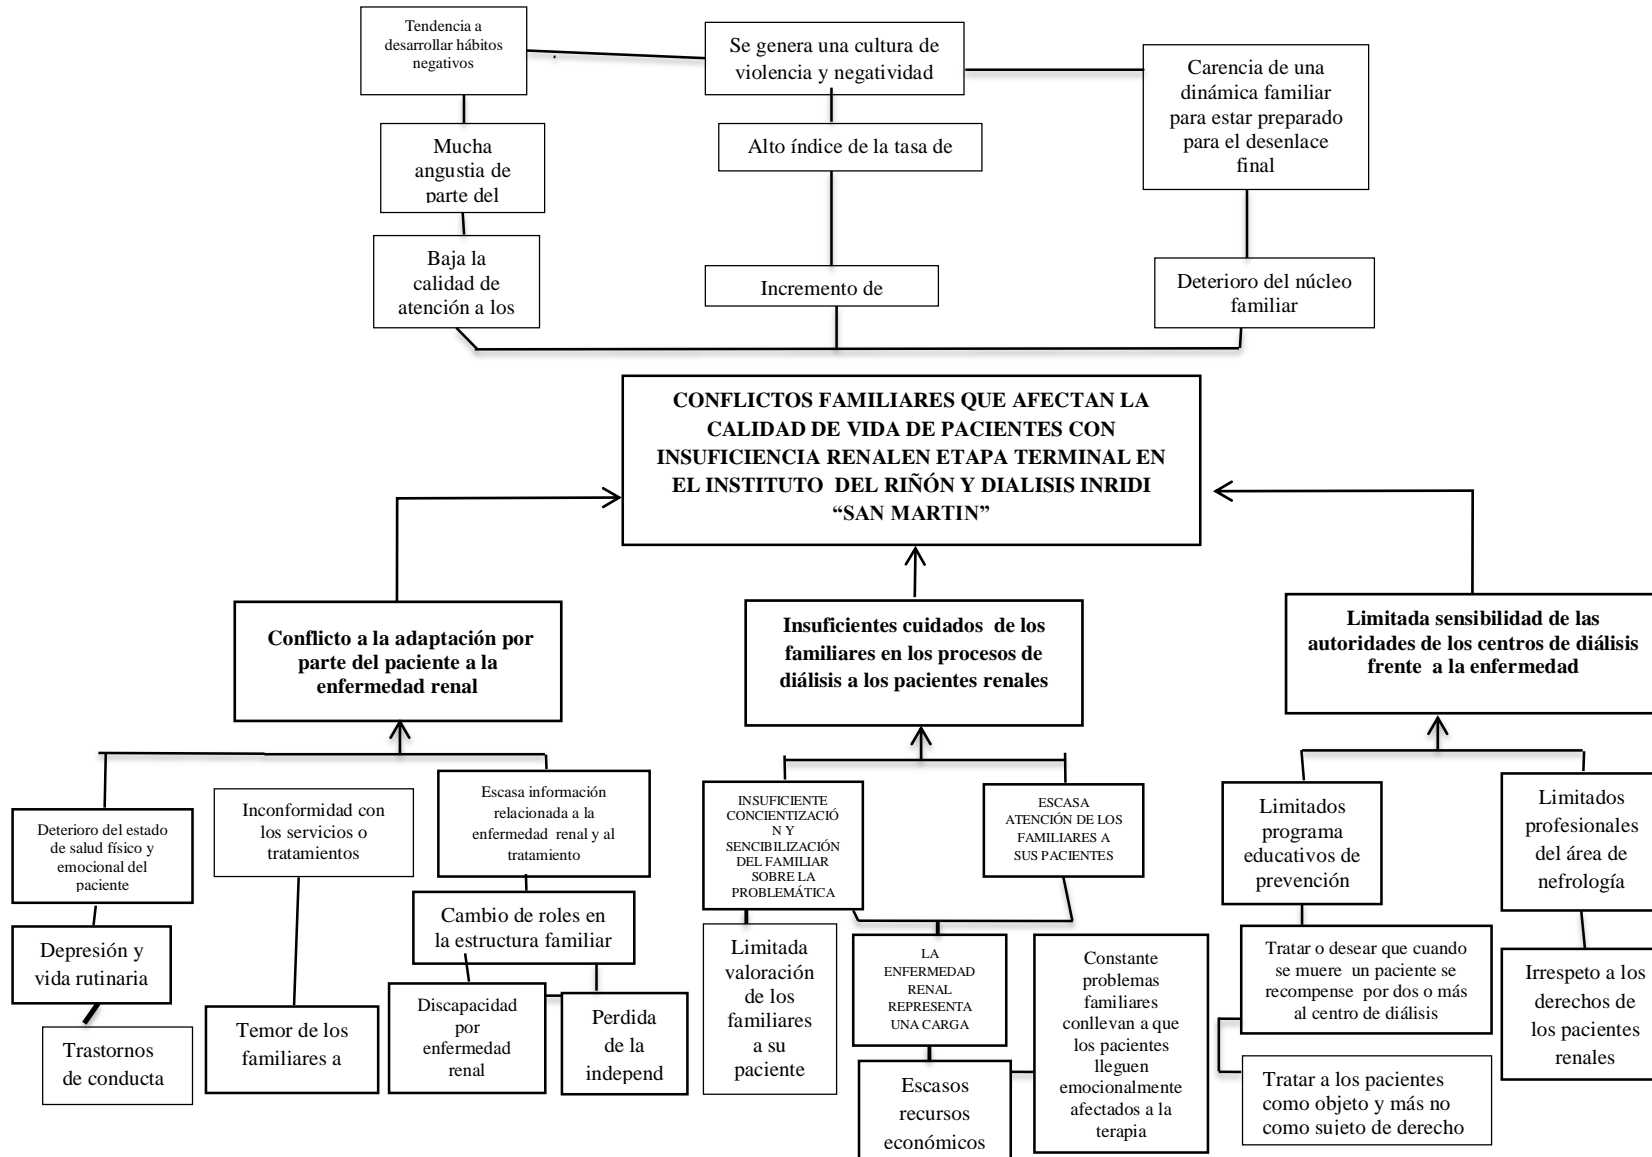 Tendencia a
desarrollar hábitos
negativos
Se genera una cultura de
violencia y negatividad
Carencia de una
dinámica familiar
para estar preparado
para el desenlace
final
Mucha
angustia de
parte del
Alto índice de la tasa de
Baja la
calidad de
atención a los
Incremento de
Deterioro del núcleo
familiar
CONFLICTOS FAMILIARES QUE AFECTAN LA
CALIDAD DE VIDA DE PACIENTES CON
INSUFICIENCIA RENALEN ETAPA TERMINAL EN
EL INSTITUTO DEL RIÑÓN Y DIALISIS INRIDI
“SAN MARTIN”
Conflicto a la adaptación por
parte del paciente a la
enfermedad renal
Insuficientes cuidados de los
familiares en los procesos de
diálisis a los pacientes renales
Limitada sensibilidad de las
autoridades de los centros de diálisis
frente a la enfermedad
Deterioro del estado
de salud físico y
emocional del
paciente
Inconformidad con
los servicios o
tratamientos
Escasa información
relacionada a la
enfermedad renal y al
tratamiento
INSUFICIENTE
CONCIENTIZACIÓ
N Y
SENCIBILIZACIÓN
DEL FAMILIAR
SOBRE LA
PROBLEMÁTICA
ESCASA
ATENCIÓN DE LOS
FAMILIARES A
SUS PACIENTES
Limitados
programa
educativos de
prevención
Limitados
profesionales
del área de
nefrología
Depresión y
vida rutinaria
Trastornos
de conducta
Temor de los
familiares a
Cambio de roles en
la estructura familiar
Discapacidad
por
enfermedad
renal
Perdida
de la
independ
Limitada
valoración
de los
familiares
a su
paciente
LA
ENFERMEDAD
RENAL
REPRESENTA
UNA CARGA
Escasos
recursos
económicos
Constante
problemas
familiares
conllevan a que
los pacientes
lleguen
emocionalmente
afectados a la
terapia
Tratar o desear que cuando
se muere un paciente se
recompense por dos o más
al centro de diálisis
Tratar a los pacientes
como objeto y más no
como sujeto de derecho
Irrespeto a los
derechos de
los pacientes
renales